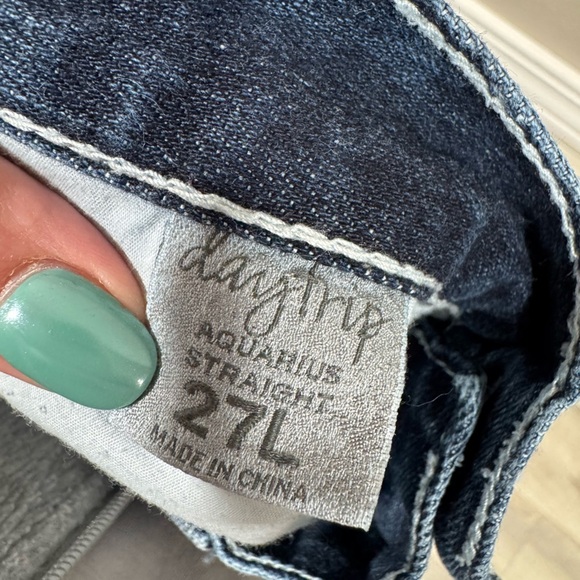 daytrip
AQUARIUS
STRAIGHT
27L
MADE IN CHINA